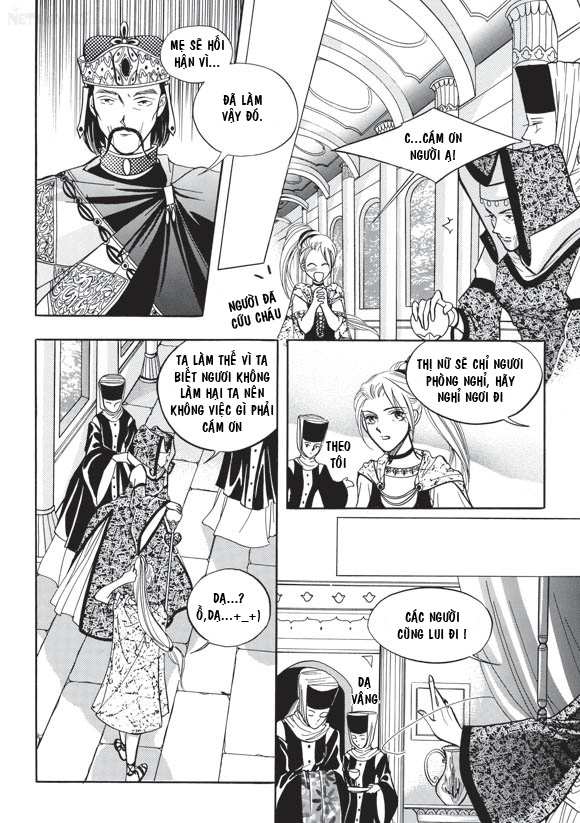 MẸ SẼ HỐI
HẬN VÌ...
ĐÃ LÀM
VẬY ĐÓ.
C...CẢM ƠN
NGƯỜI Ạ!
NGƯỜI ĐÃ
CỨU CHÁU
TA LÀM THẾ VÌ TA
BIẾT NGƯƠI KHÔNG
LÀM HẠI TA NÊN
KHÔNG VIỆC GÌ PHẢI
CẢM ƠN
THỊ NỮ SẼ CHỈ NGƯƠI
PHÒNG NGHỈ, HÃY
NGHỈ NGƠI ĐI
THEO
TÔI
DẠ...?
Ồ,DẠ...+_+)
CÁC NGƯỜI
CŨNG LUI ĐI !
DẠ
VÂNG